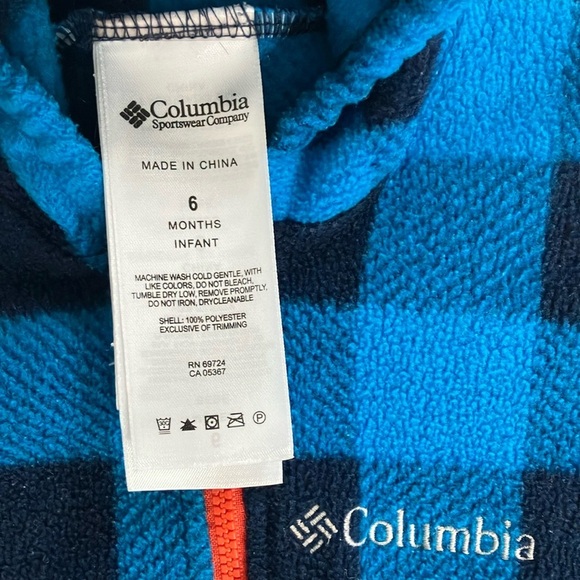 Columbia
Sportswear Company
MADE IN CHINA
6
MONTHS
INFANT
MACHINE WASH COLD GENTLE, WITH
LIKE COLORS, DO NOT BLEACH,
TUMBLE DRY LOW, REMOVE PROMPTLY,
DO NOT IRON, DRYCLEANABLE
SHELL: 100% POLYESTER
EXCLUSIVE OF TRIMMING
RN 69724
CA 05367
P
Columbia